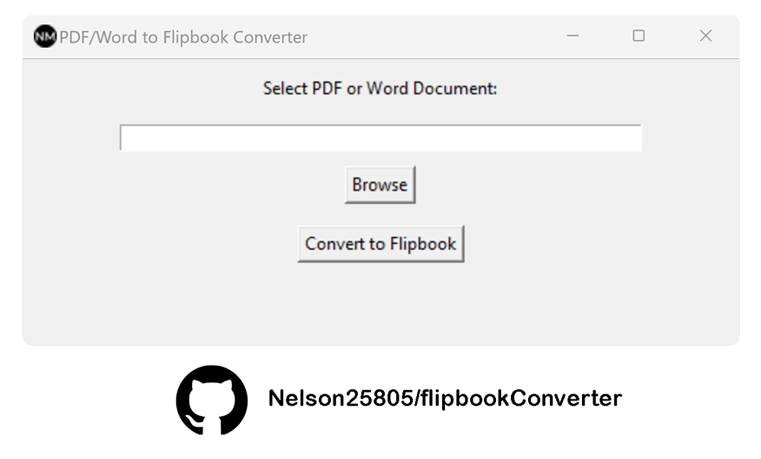 NM PDF/Word to Flipbook Converter
Select PDF or Word Document:
Browse
Convert to Flipbook
Nelson25805/flipbookConverter